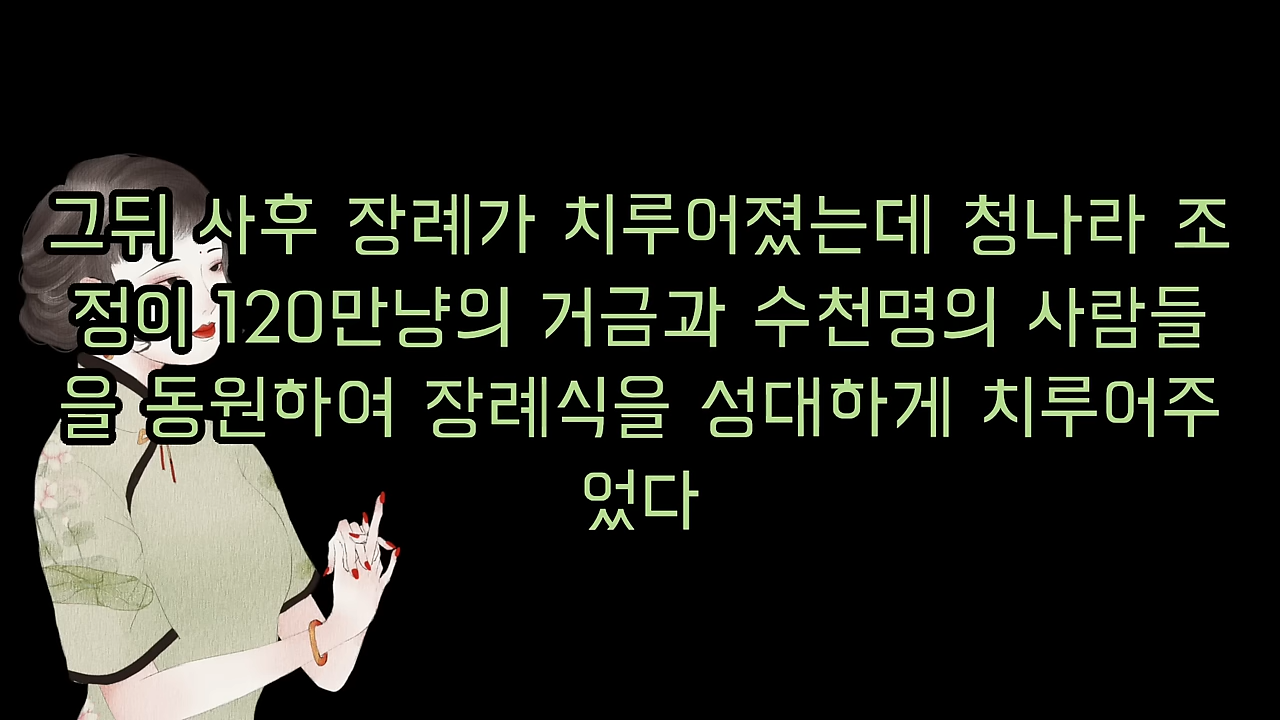 그뒤 사후 장례가 치루어졌는데 청나라 조
정이 120만냥의 거금과 수천명의 사람들
을 동원하여 장례식을 성대하게 치루어주
었다